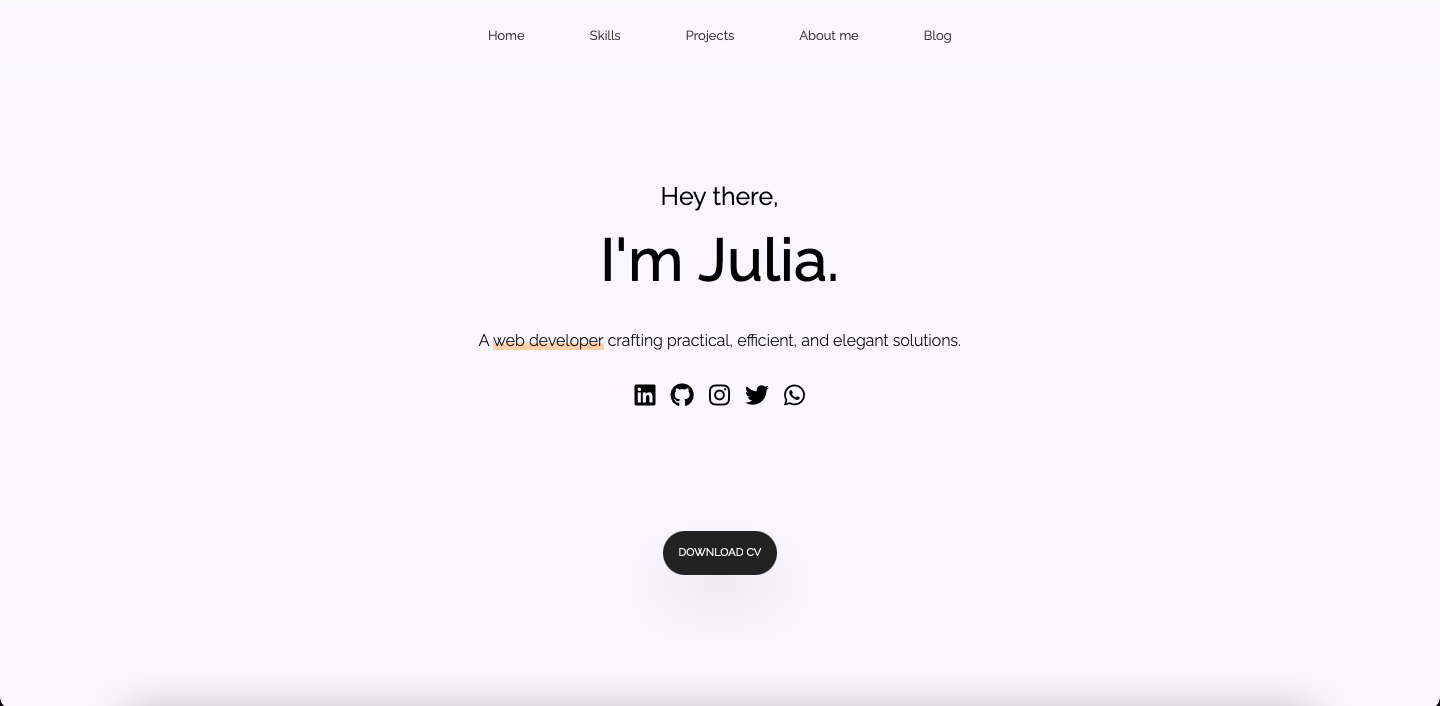 Home Skills Projects About me Blog
Hey there,
I'm Julia.
A web developer crafting practical, efficient, and elegant solutions.
DOWNLOAD CV